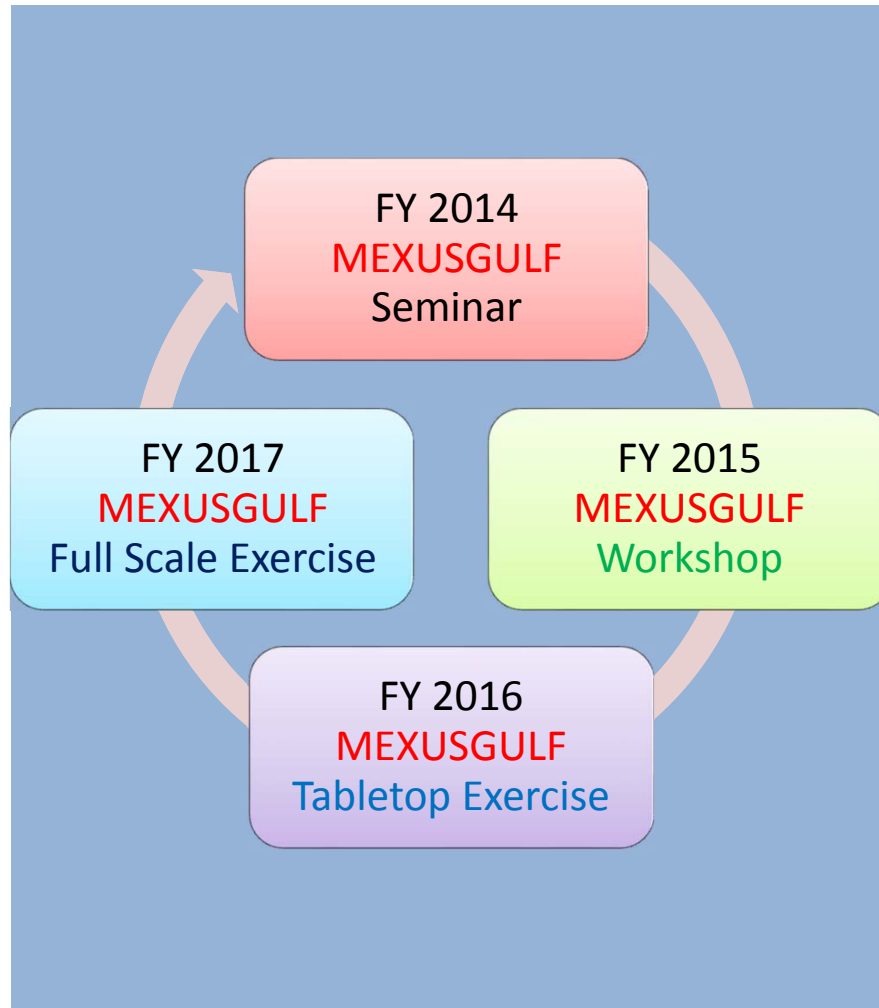 FY 2014
MEXUSGULF
Seminar
FY 2015
MEXUSGULF
Workshop
FY 2016
MEXUSGULF
Tabletop Exercise
FY 2017
MEXUSGULF
Full Scale Exercise